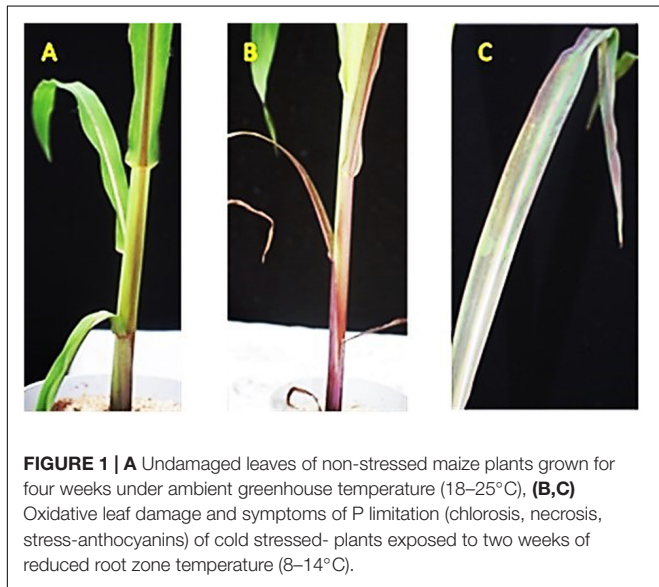 A B C
FIGURE 1 | A Undamaged leaves of non-stressed maize plants grown for
four weeks under ambient greenhouse temperature (18–25°C), (B,C)
Oxidative leaf damage and symptoms of P limitation (chlorosis, necrosis,
stress-anthocyanins) of cold stressed- plants exposed to two weeks of
reduced root zone temperature (8–14°C).